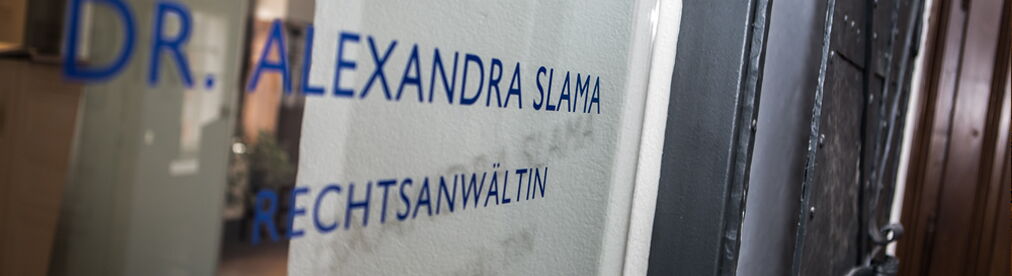 DR. ALEXANDRA SLAMA
RECHTSANWÄLTIN